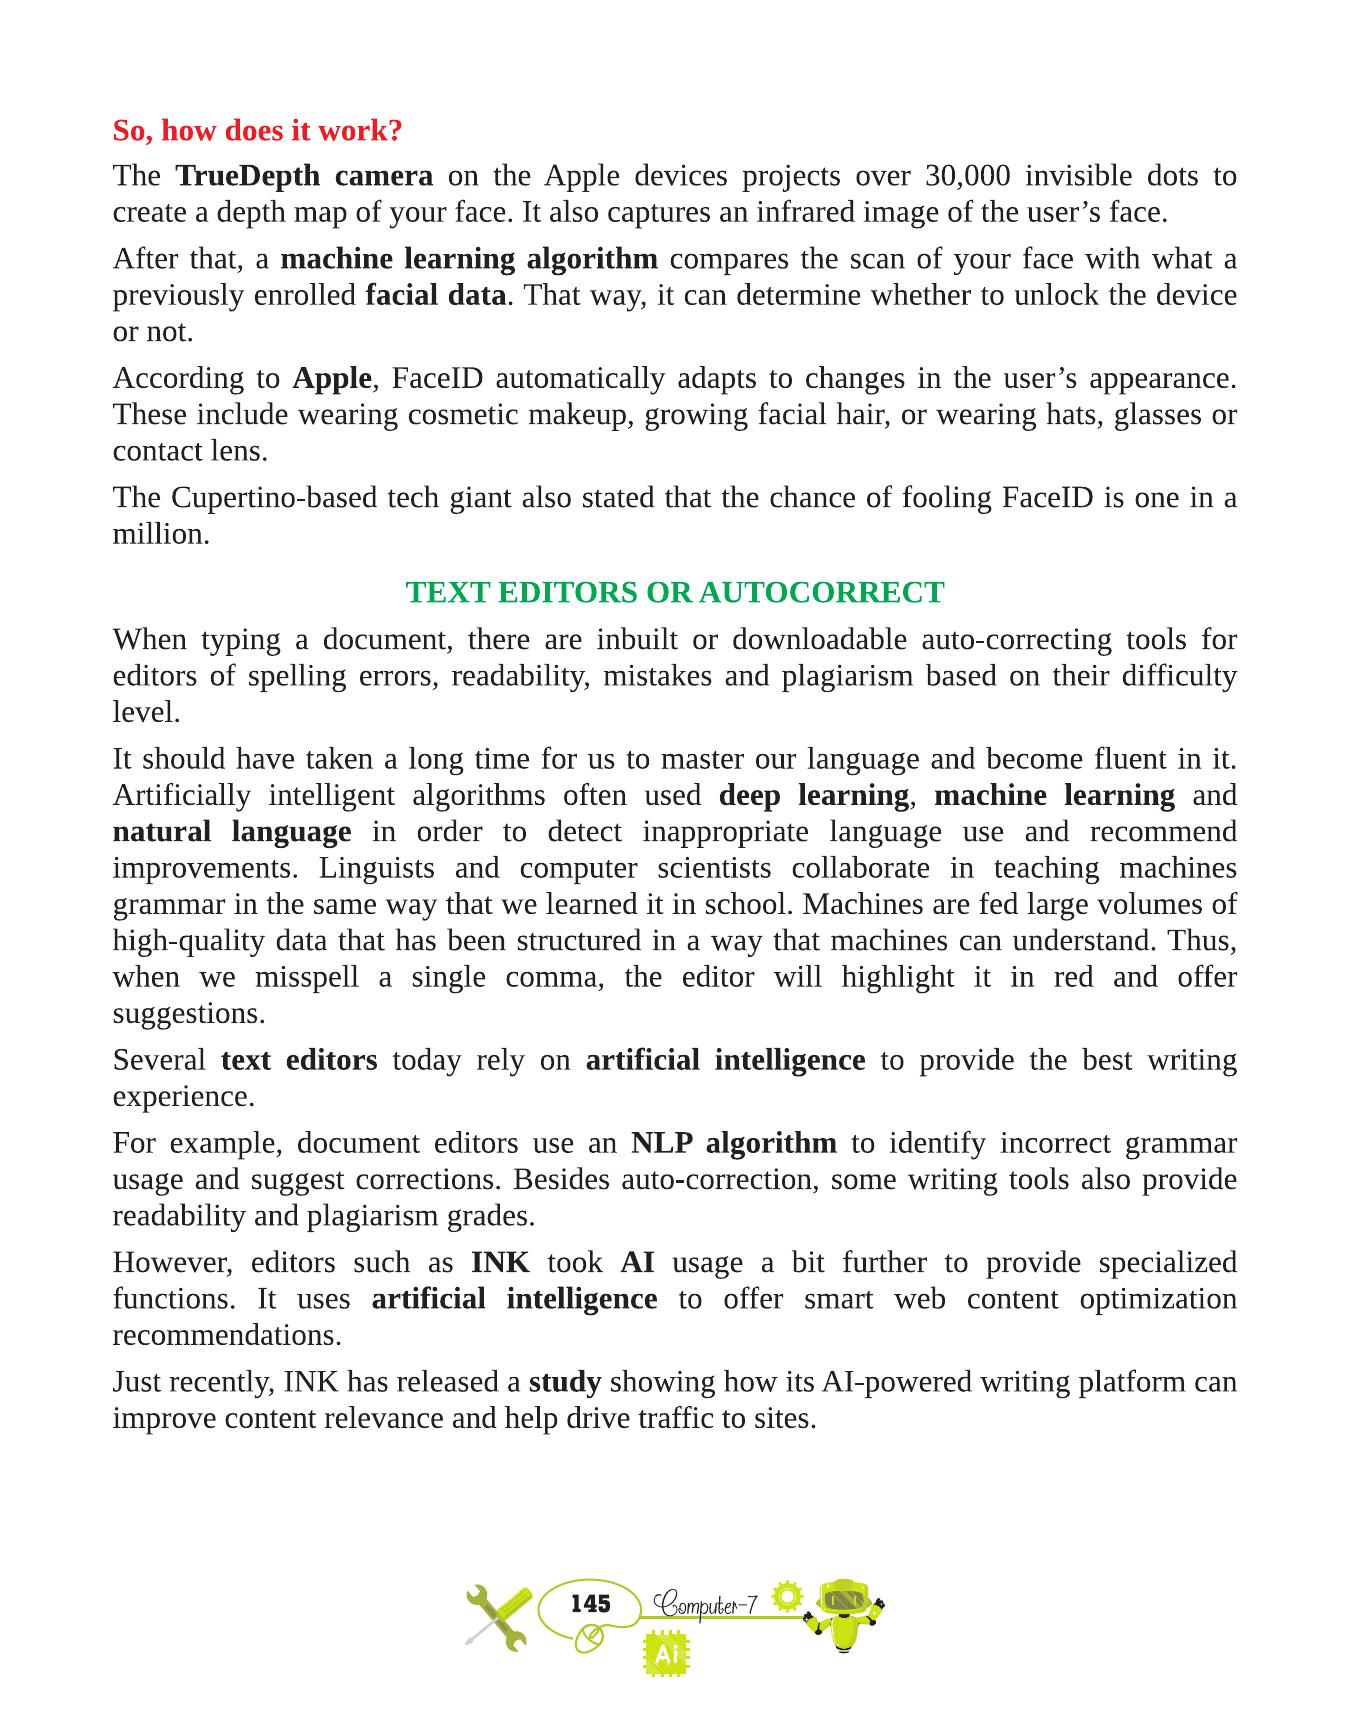 So, how does it work?
The TrueDepth camera on the Apple devices projects over 30,000 invisible dots to
create a depth map of your face. It also captures an infrared image of the user’s face.
After that, a machine learning algorithm compares the scan of your face with what a
previously enrolled facial data. That way, it can determine whether to unlock the device
or not.
According to Apple, FaceID automatically adapts to changes in the user’s appearance.
These include wearing cosmetic makeup, growing facial hair, or wearing hats, glasses or
contact lens.
The Cupertino-based tech giant also stated that the chance of fooling FaceID is one in a
million.
TEXT EDITORS OR AUTOCORRECT
When typing a document, there are inbuilt or downloadable auto-correcting tools for
editors of spelling errors, readability, mistakes and plagiarism based on their difficulty
level.
It should have taken a long time for us to master our language and become fluent in it.
Artificially intelligent algorithms often used deep learning, machine learning and
natural language in order to detect inappropriate language use and recommend
improvements. Linguists and computer scientists collaborate in teaching machines
grammar in the same way that we learned it in school. Machines are fed large volumes of
high-quality data that has been structured in a way that machines can understand. Thus,
when we misspell a single comma, the editor will highlight it in red and offer
suggestions.
Several text editors today rely on artificial intelligence to provide the best writing
experience.
For example, document editors use an NLP algorithm to identify incorrect grammar
usage and suggest corrections. Besides auto-correction, some writing tools also provide
readability and plagiarism grades.
However, editors such as INK took AI usage a bit further to provide specialized
functions. It uses artificial intelligence to offer smart web content optimization
recommendations.
Just recently, INK has released a study showing how its AI-powered writing platform can
improve content relevance and help drive traffic to sites.
145 Computer-7
Ai